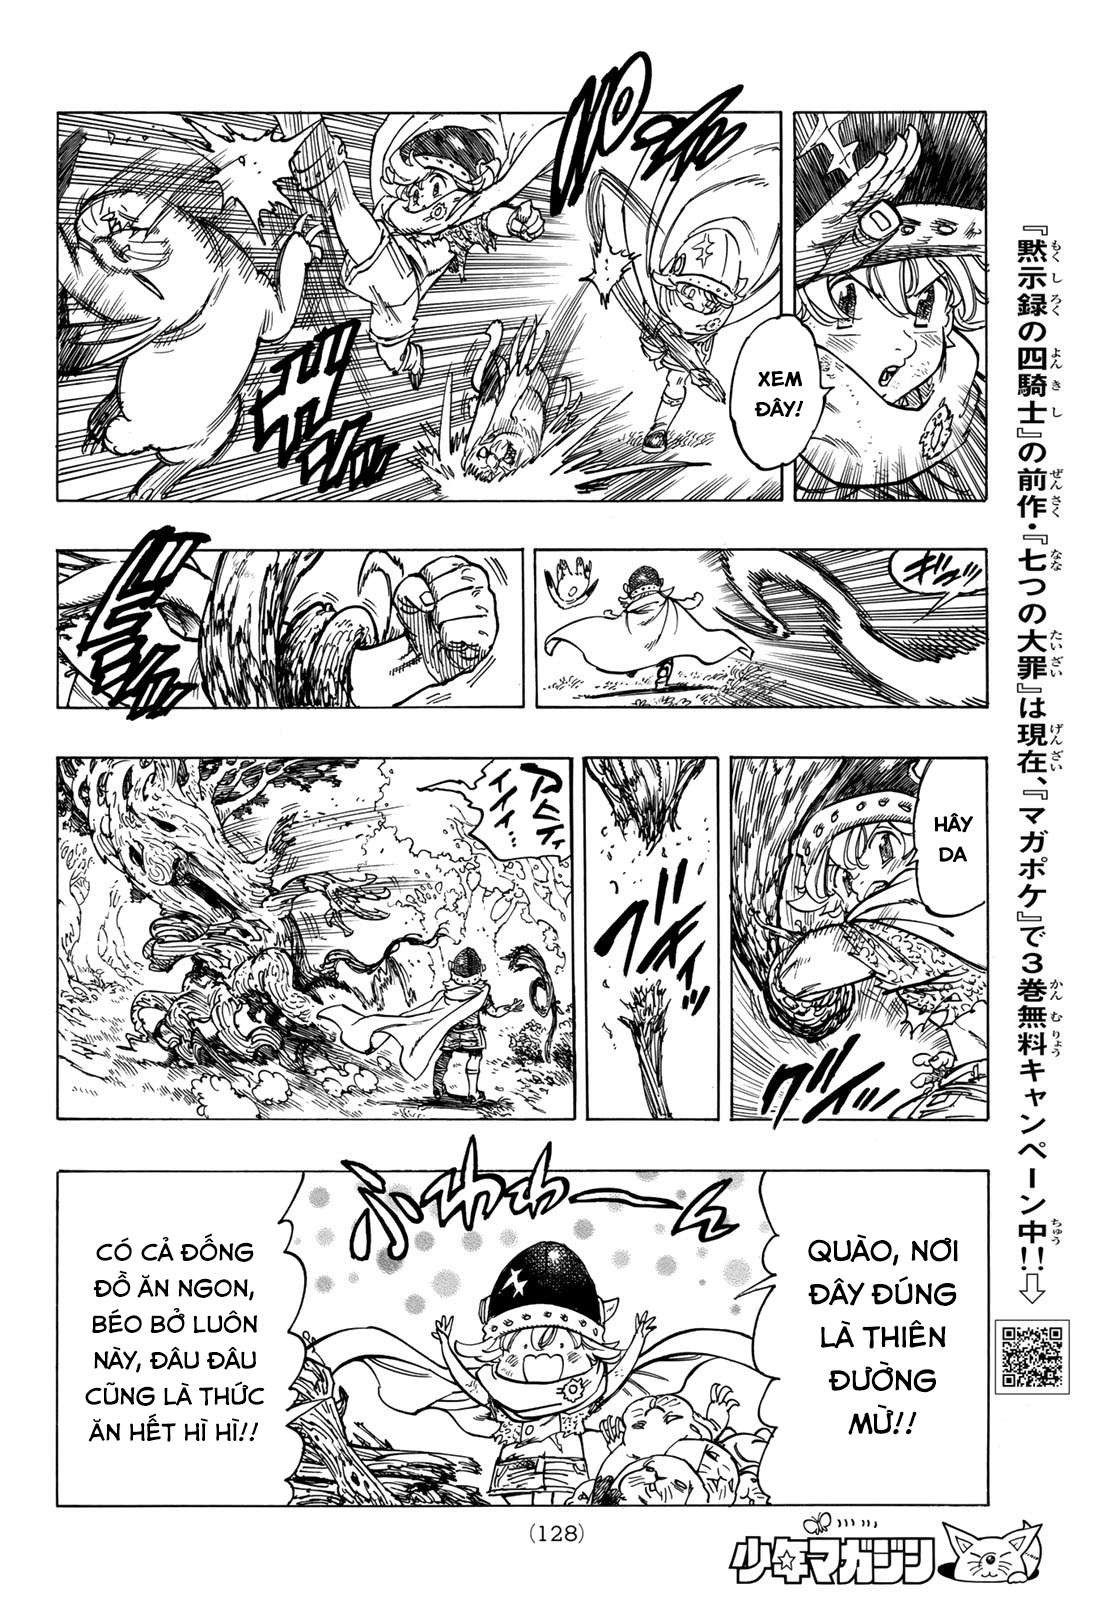 XEM
ĐÂY!
HÂY
DA
QUÀO, NƠI
ĐÂY ĐÚNG
LÀ THIÊN
ĐƯỜNG
MỪ!!
CÓ CẢ ĐỐNG
ĐỒ ĂN NGON,
BÉO BỞ LUÔN
NÀY, ĐÂU ĐÂU
CŨNG LÀ THỨC
ĂN HẾT HÌ HÌ!!
ふわわーん
『黙示録の四騎士』の前作・『七つの大罪』は現在、『マガポケ』で3巻無料キャンペーン中!!⇨
(128)
少年マガジン